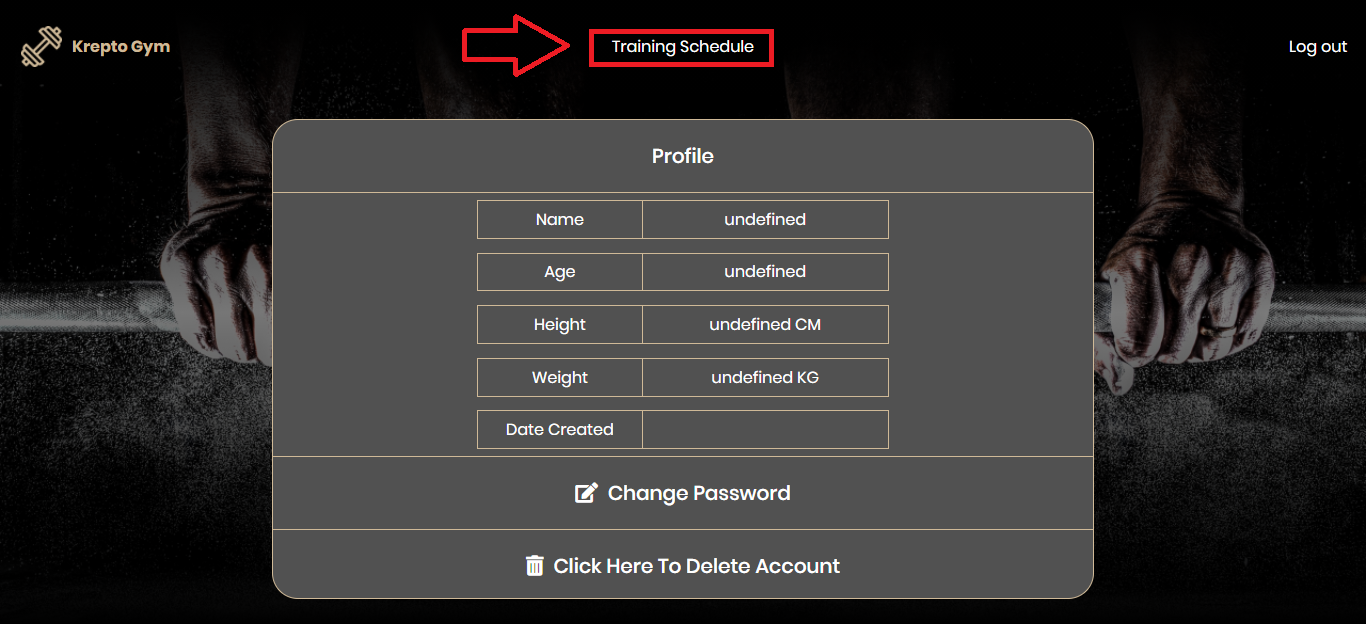 Krepto Gym
Training Schedule
Log out
Profile
Name undefined
Age undefined
Height undefined CM
Weight undefined KG
Date Created
Change Password
Click Here To Delete Account